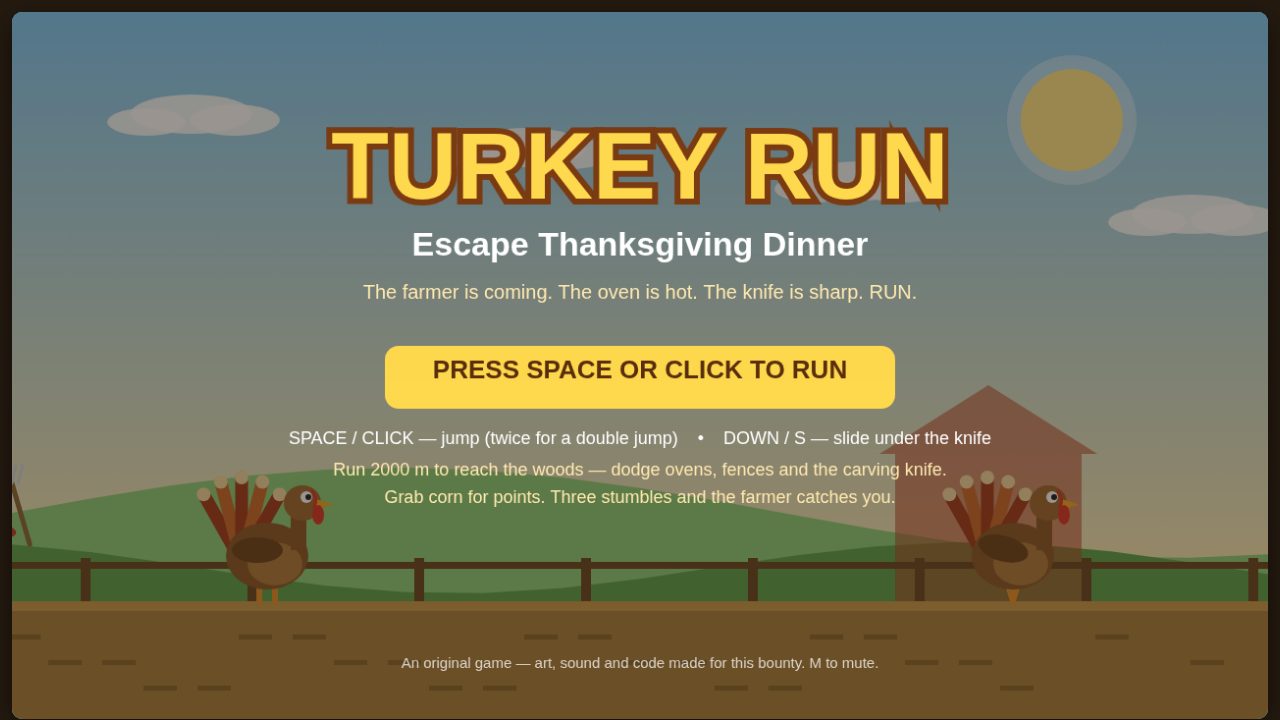 TURKEY RUN
Escape Thanksgiving Dinner
The farmer is coming. The oven is hot. The knife is sharp. RUN.
PRESS SPACE OR CLICK TO RUN
SPACE / CLICK — jump (twice for a double jump) • DOWN / S — slide under the knife
Run 2000 m to reach the woods — dodge ovens, fences and the carving knife.
Grab corn for points. Three stumbles and the farmer catches you.
An original game — art, sound and code made for this bounty. M to mute.